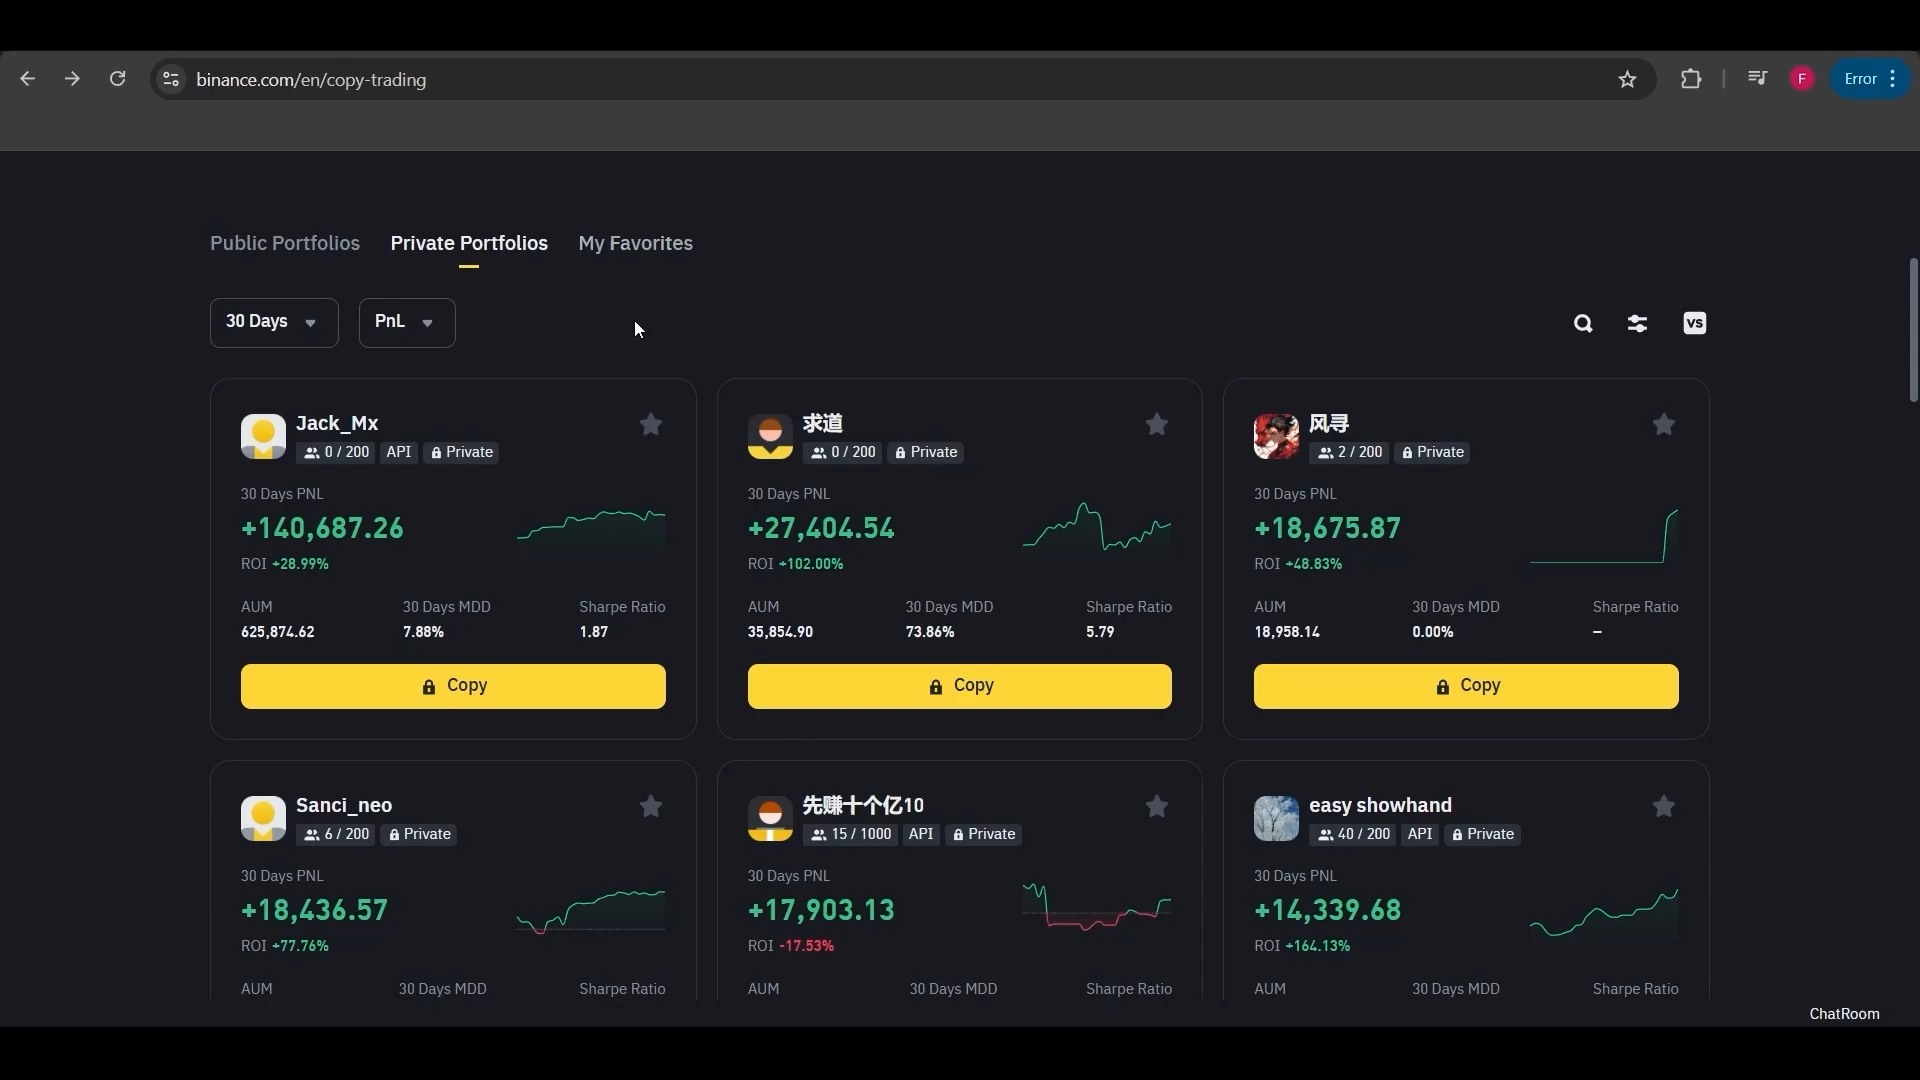 binance.com/en/copy-trading
F
Error
Public Portfolios Private Portfolios My Favorites
30 Days PnL
VS
Jack_Mx
0 / 200 API Private
30 Days PNL
+140,687.26
ROI +28.99%
AUM 30 Days MDD Sharpe Ratio
625,874.62 7.88% 1.87
Copy
求道
0 / 200 Private
30 Days PNL
+27,404.54
ROI +102.00%
AUM 30 Days MDD Sharpe Ratio
35,854.90 73.86% 5.79
Copy
风寻
2 / 200 Private
30 Days PNL
+18,675.87
ROI +48.83%
AUM 30 Days MDD Sharpe Ratio
18,958.14 0.00% –
Copy
Sanci_neo
6 / 200 Private
30 Days PNL
+18,436.57
ROI +77.76%
AUM 30 Days MDD Sharpe Ratio
先赚十个亿10
15 / 1000 API Private
30 Days PNL
+17,903.13
ROI -17.53%
AUM 30 Days MDD Sharpe Ratio
easy showhand
40 / 200 API Private
30 Days PNL
+14,339.68
ROI +164.13%
AUM 30 Days MDD Sharpe Ratio
ChatRoom